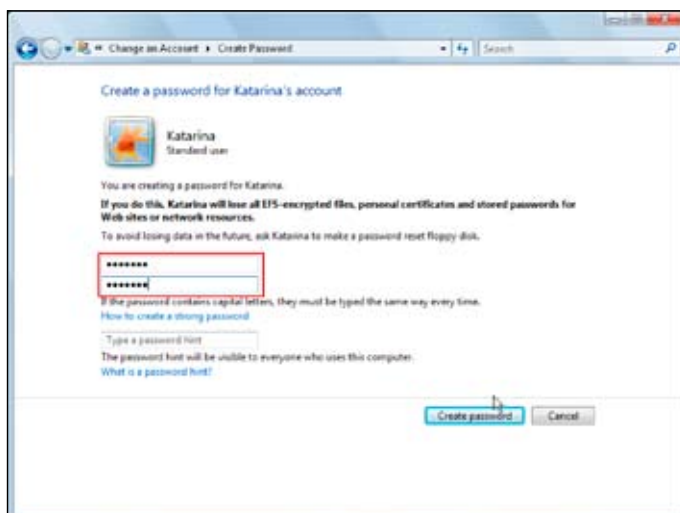 « Change an Account ▸ Create Password
Search
Create a password for Katarina's account
Katarina
Standard user
You are creating a password for Katarina.
If you do this, Katarina will lose all EFS-encrypted files, personal certificates and stored passwords for
Web sites or network resources.
To avoid losing data in the future, ask Katarina to make a password reset floppy disk.
•••••••
•••••••
If the password contains capital letters, they must be typed the same way every time.
How to create a strong password
Type a password hint
The password hint will be visible to everyone who uses this computer.
What is a password hint?
Create password
Cancel